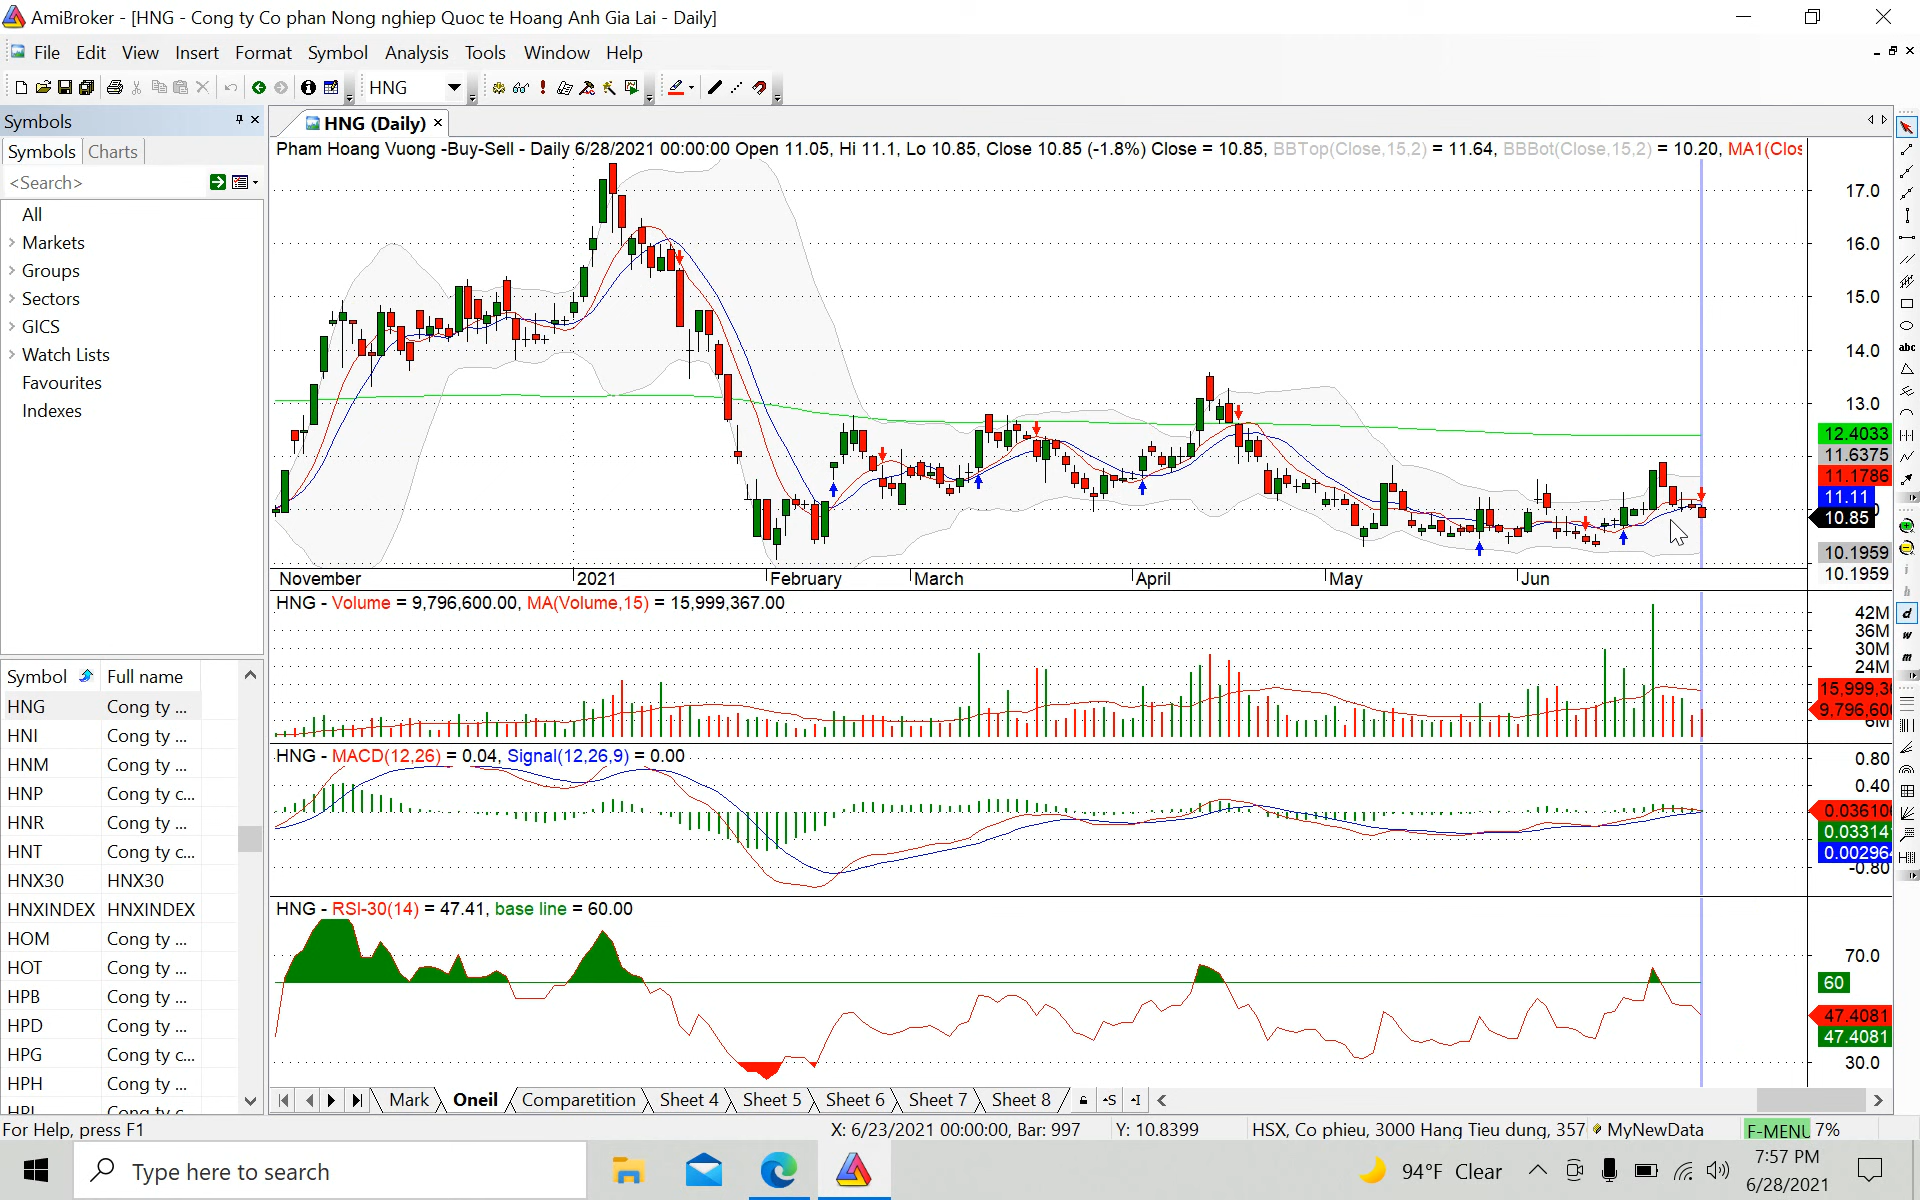 AmiBroker - [HNG - Cong ty Co phan Nong nghiep Quoc te Hoang Anh Gia Lai - Daily]
File Edit View Insert Format Symbol Analysis Tools Window Help
HNG
Symbols
Symbols Charts
<Search>
All
Markets
Groups
Sectors
GICS
Watch Lists
Favourites
Indexes
Symbol Full name
HNG Cong ty ...
HNI Cong ty ...
HNM Cong ty ...
HNP Cong ty c...
HNR Cong ty ...
HNT Cong ty c...
HNX30 HNX30
HNXINDEX HNXINDEX
HOM Cong ty ...
HOT Cong ty ...
HPB Cong ty ...
HPD Cong ty ...
HPG Cong ty c...
HPH Cong ty ...
HNG (Daily)
Pham Hoang Vuong -Buy-Sell - Daily 6/28/2021 00:00:00 Open 11.05, Hi 11.1, Lo 10.85, Close 10.85 (-1.8%) Close = 10.85, BBTop(Close,15,2) = 11.64, BBBot(Close,15,2) = 10.20, MA1(Clos
17.0
16.0
15.0
14.0
13.0
12.4033
11.6375
11.1786
11.11
10.85
10.1959
10.1959
November 2021 February March April May Jun
HNG - Volume = 9,796,600.00, MA(Volume,15) = 15,999,367.00
42M
36M
30M
24M
15,999,3
9,796,60
6M
HNG - MACD(12,26) = 0.04, Signal(12,26,9) = 0.00
0.80
0.40
0.03610
0.03314
0.00296
-0.80
HNG - RSI-30(14) = 47.41, base line = 60.00
70.0
60
47.4081
47.4081
30.0
abc
d
w
m
Mark Oneil Comparetition Sheet 4 Sheet 5 Sheet 6 Sheet 7 Sheet 8
For Help, press F1 X: 6/23/2021 00:00:00, Bar: 997 Y: 10.8399 HSX, Co phieu, 3000 Hang Tieu dung, 357 MyNewData F-MENU 7%
Type here to search 94°F Clear
7:57 PM
6/28/2021